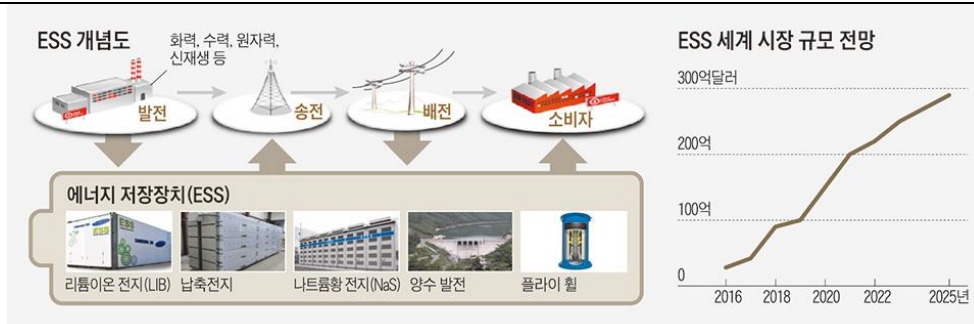 ESS 개념도
화력, 수력, 원자력,
신재생 등
발전
송전
배전
소비자
에너지 저장장치(ESS)
ESS
리튬이온 전지(LIB)
납축전지
나트륨황 전지(NaS)
양수 발전
플라이 휠
ESS 세계 시장 규모 전망
300억달러
200억
100억
0
2016
2018
2020
2022
2025년